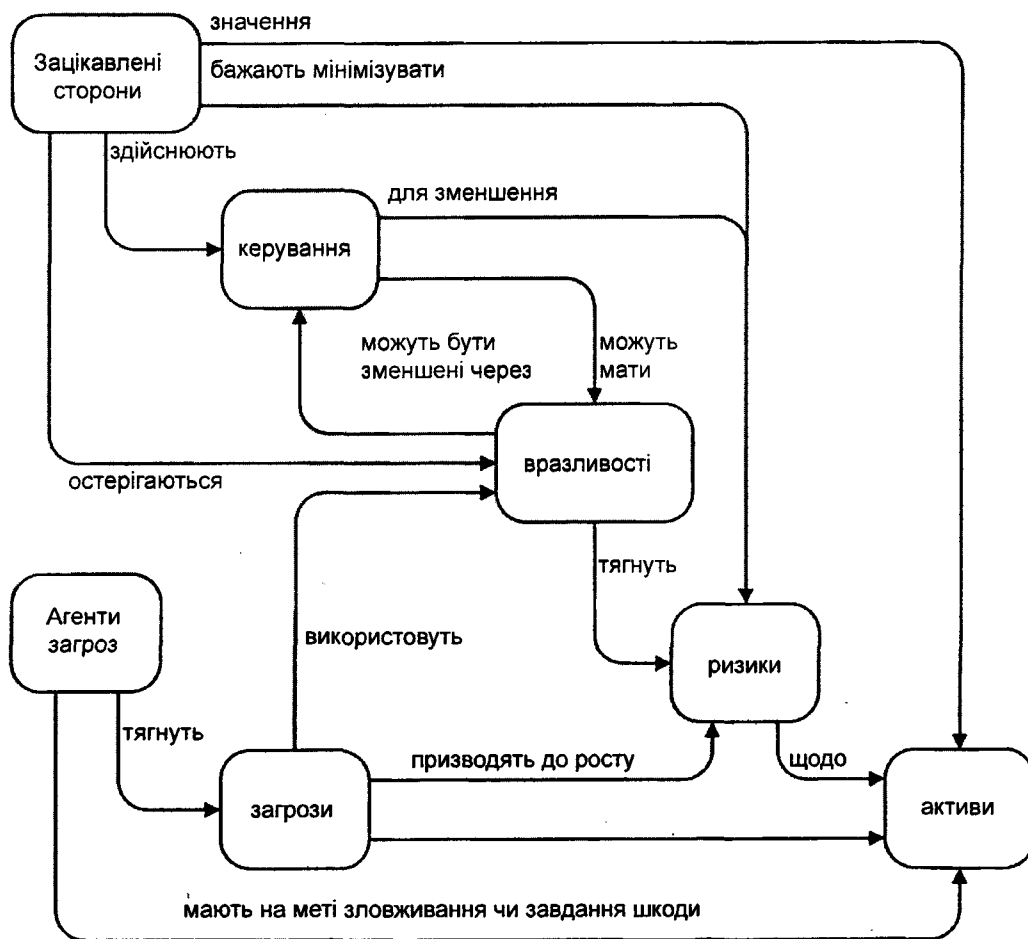 значення
Зацікавлені
сторони
бажають мінімізувати
здійснюють
для зменшення
керування
можуть бути
зменшені через
можуть
мати
вразливості
остерігаються
тягнуть
Агенти
загроз
використовуть
ризики
тягнуть
призводять до росту
щодо
загрози
активи
мають на меті зловживання чи завдання шкоди